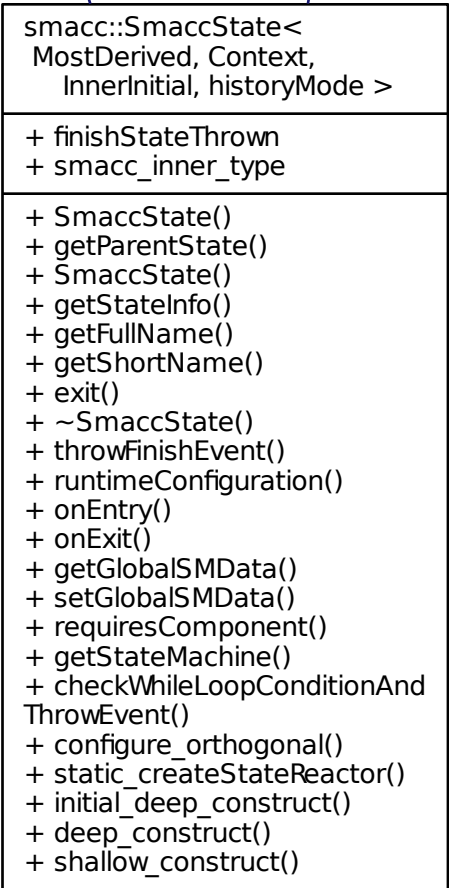 smacc::SmaccState<
MostDerived, Context,
InnerInitial, historyMode >
+ finishStateThrown
+ smacc_inner_type
+ SmaccState()
+ getParentState()
+ SmaccState()
+ getStateInfo()
+ getFullName()
+ getShortName()
+ exit()
+ ~SmaccState()
+ throwFinishEvent()
+ runtimeConfiguration()
+ onEntry()
+ onExit()
+ getGlobalSMData()
+ setGlobalSMData()
+ requiresComponent()
+ getStateMachine()
+ checkWhileLoopConditionAnd
ThrowEvent()
+ configure_orthogonal()
+ static_createStateReactor()
+ initial_deep_construct()
+ deep_construct()
+ shallow_construct()